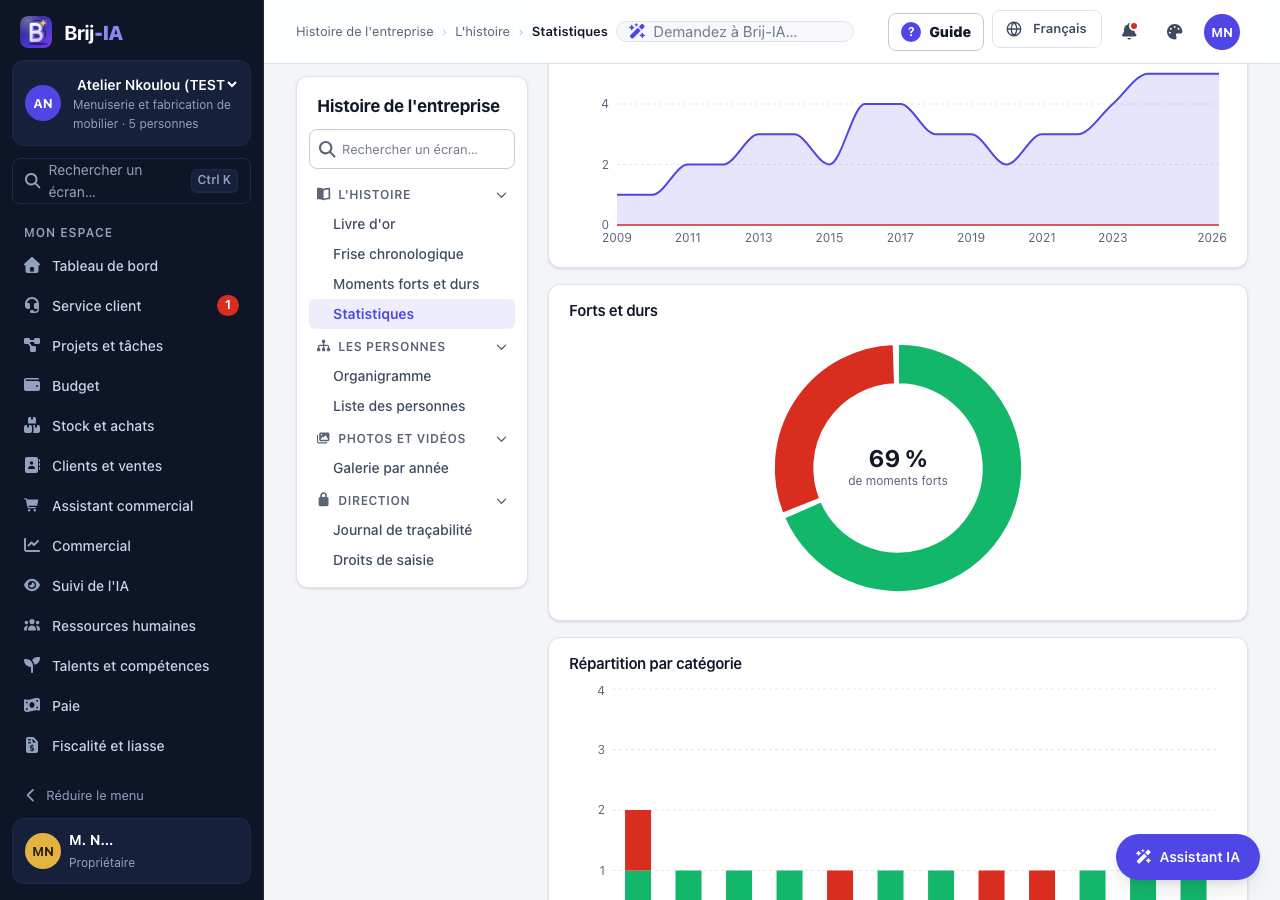 Brij-IA
AN
Atelier Nkoulou (TEST
Menuiserie et fabrication de
mobilier · 5 personnes
Rechercher un
écran...
Ctrl K
MON ESPACE
Tableau de bord
Service client
1
Projets et tâches
Budget
Stock et achats
Clients et ventes
Assistant commercial
Commercial
Suivi de l'IA
Ressources humaines
Talents et compétences
Paie
Fiscalité et liasse
Réduire le menu
MN
M. N...
Propriétaire
Histoire de l'entreprise › L'histoire › Statistiques
Demandez à Brij-IA...
? Guide
Français
MN
Histoire de l'entreprise
Rechercher un écran...
L'HISTOIRE
Livre d'or
Frise chronologique
Moments forts et durs
Statistiques
LES PERSONNES
Organigramme
Liste des personnes
PHOTOS ET VIDÉOS
Galerie par année
DIRECTION
Journal de traçabilité
Droits de saisie
4
2
0
2009 2011 2013 2015 2017 2019 2021 2023 2026
Forts et durs
69 %
de moments forts
Répartition par catégorie
4
3
2
1
Assistant IA